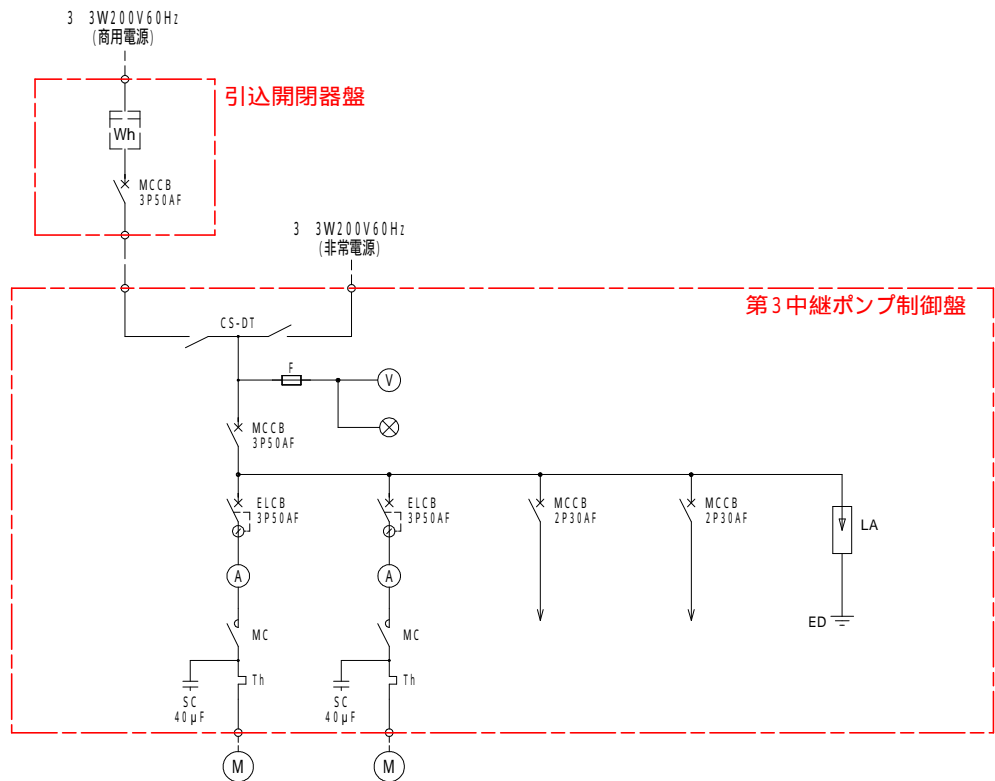 3 3W200V60Hz
(商用電源)
引込開閉器盤
Wh
MCCB
3P50AF
3 3W200V60Hz
(非常電源)
第3中継ポンプ制御盤
CS-DT
F
V
MCCB
3P50AF
ELCB
3P50AF
ELCB
3P50AF
MCCB
2P30AF
MCCB
2P30AF
LA
A
A
ED
MC
MC
Th
Th
SC
40μF
SC
40μF
M
M